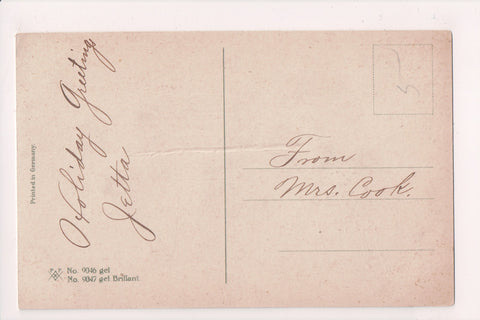 Holiday Greeting
Jetta
Printed in Germany.
No. 9046 gel
No. 9047 gel Brillant
5
From
Mrs. Cook.